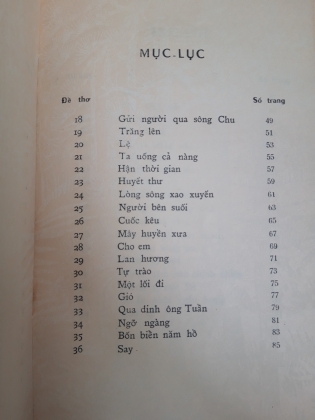 MỤC-LỤC
Đề thơ Số trang
18 Gửi người qua sông Chu 49
19 Trăng lên 51
20 Lệ 53
21 Ta uống cả nàng 55
22 Hận thời gian 57
23 Huyết thư 59
24 Lòng sông xao xuyến 61
25 Người bên suối 63
26 Cuốc kêu 65
27 Mây huyền xưa 67
28 Cho em 69
29 Lan hương 71
30 Tự trào 73
31 Một lối đi 75
32 Gió 77
33 Qua dinh ông Tuần 79
34 Ngỡ ngàng 81
35 Bốn biển năm hồ 83
36 Say 85